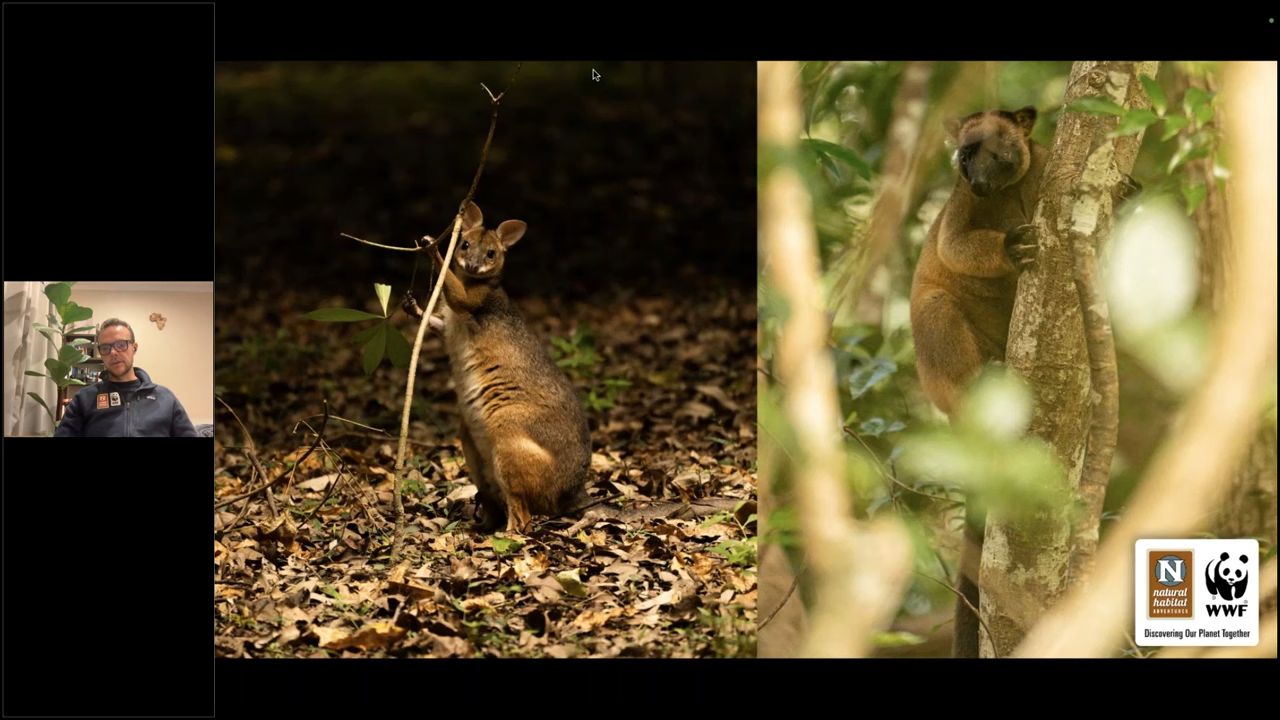 N
natural
habitat
ADVENTURES
WWF
Discovering Our Planet Together